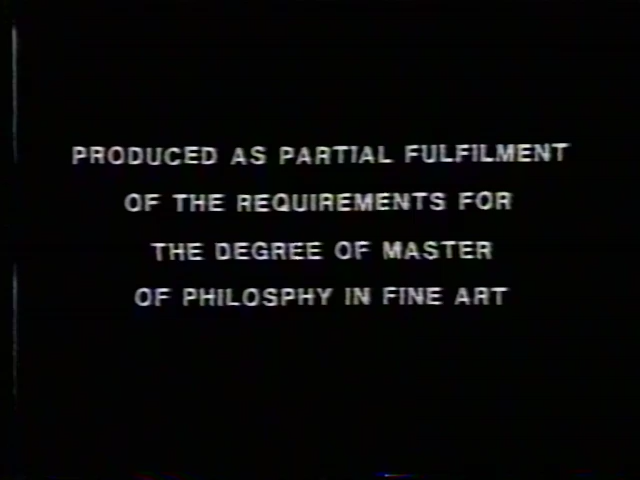 PRODUCED AS PARTIAL FULFILMENT
OF THE REQUIREMENTS FOR
THE DEGREE OF MASTER
OF PHILOSPHY IN FINE ART